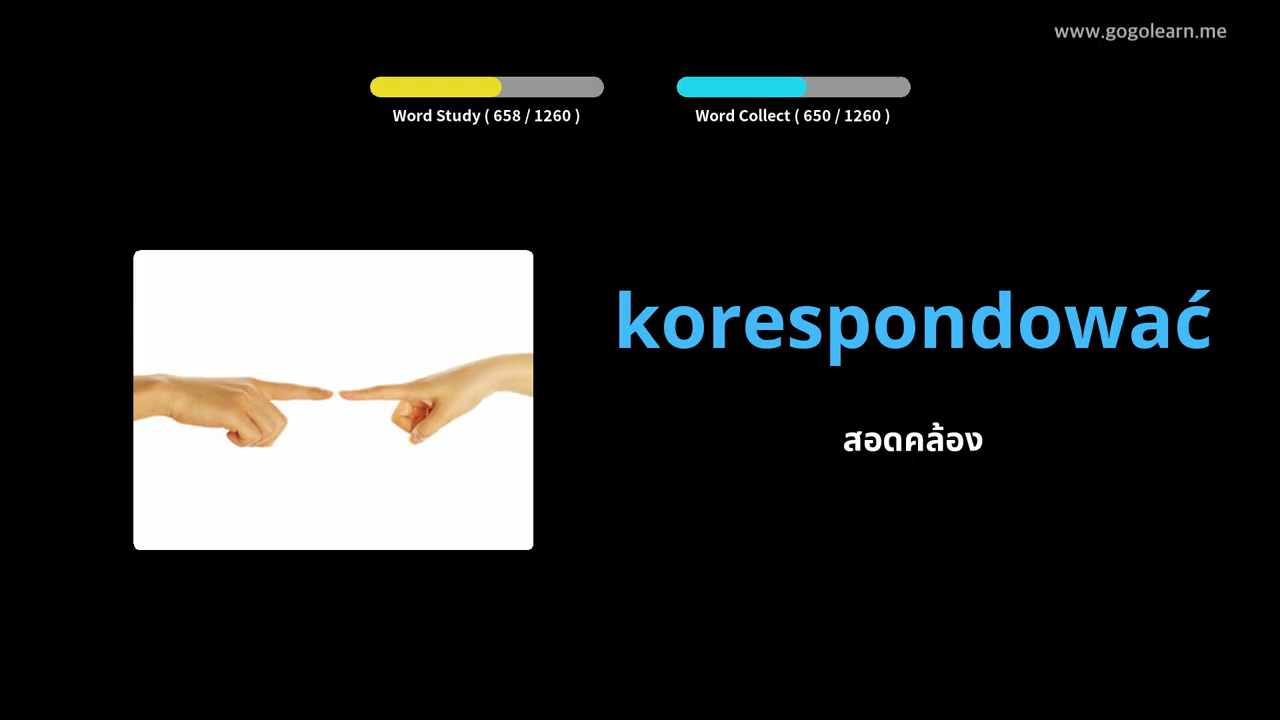 www.gogolearn.me
Word Study ( 658 / 1260 )
Word Collect ( 650 / 1260 )
korespondować
สอดคล้อง